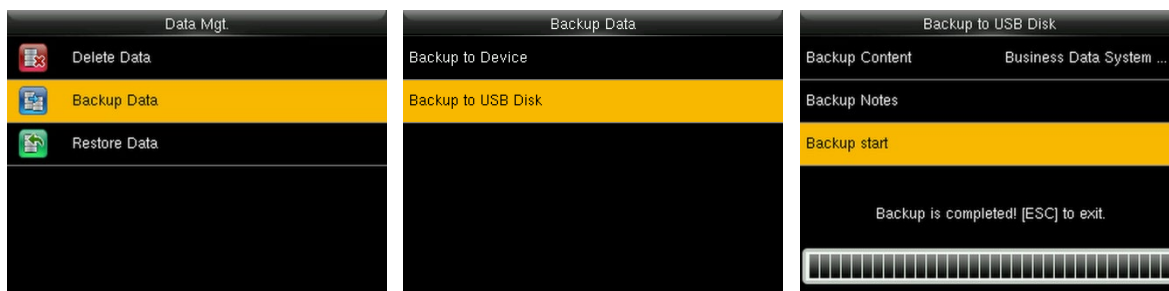 Data Mgt.
Delete Data
Backup Data
Restore Data
Backup Data
Backup to Device
Backup to USB Disk
Backup to USB Disk
Backup Content Business Data System ...
Backup Notes
Backup start
Backup is completed! [ESC] to exit.